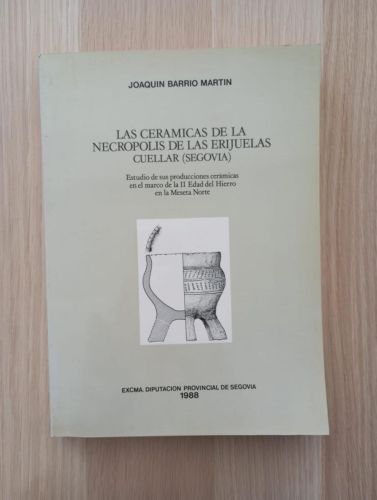 JOAQUIN BARRIO MARTIN
LAS CERAMICAS DE LA
NECROPOLIS DE LAS ERIJUELAS
CUELLAR (SEGOVIA)
Estudio de sus producciones cerámicas
en el marco de la II Edad del Hierro
en la Meseta Norte
EXCMA. DIPUTACION PROVINCIAL DE SEGOVIA
1988